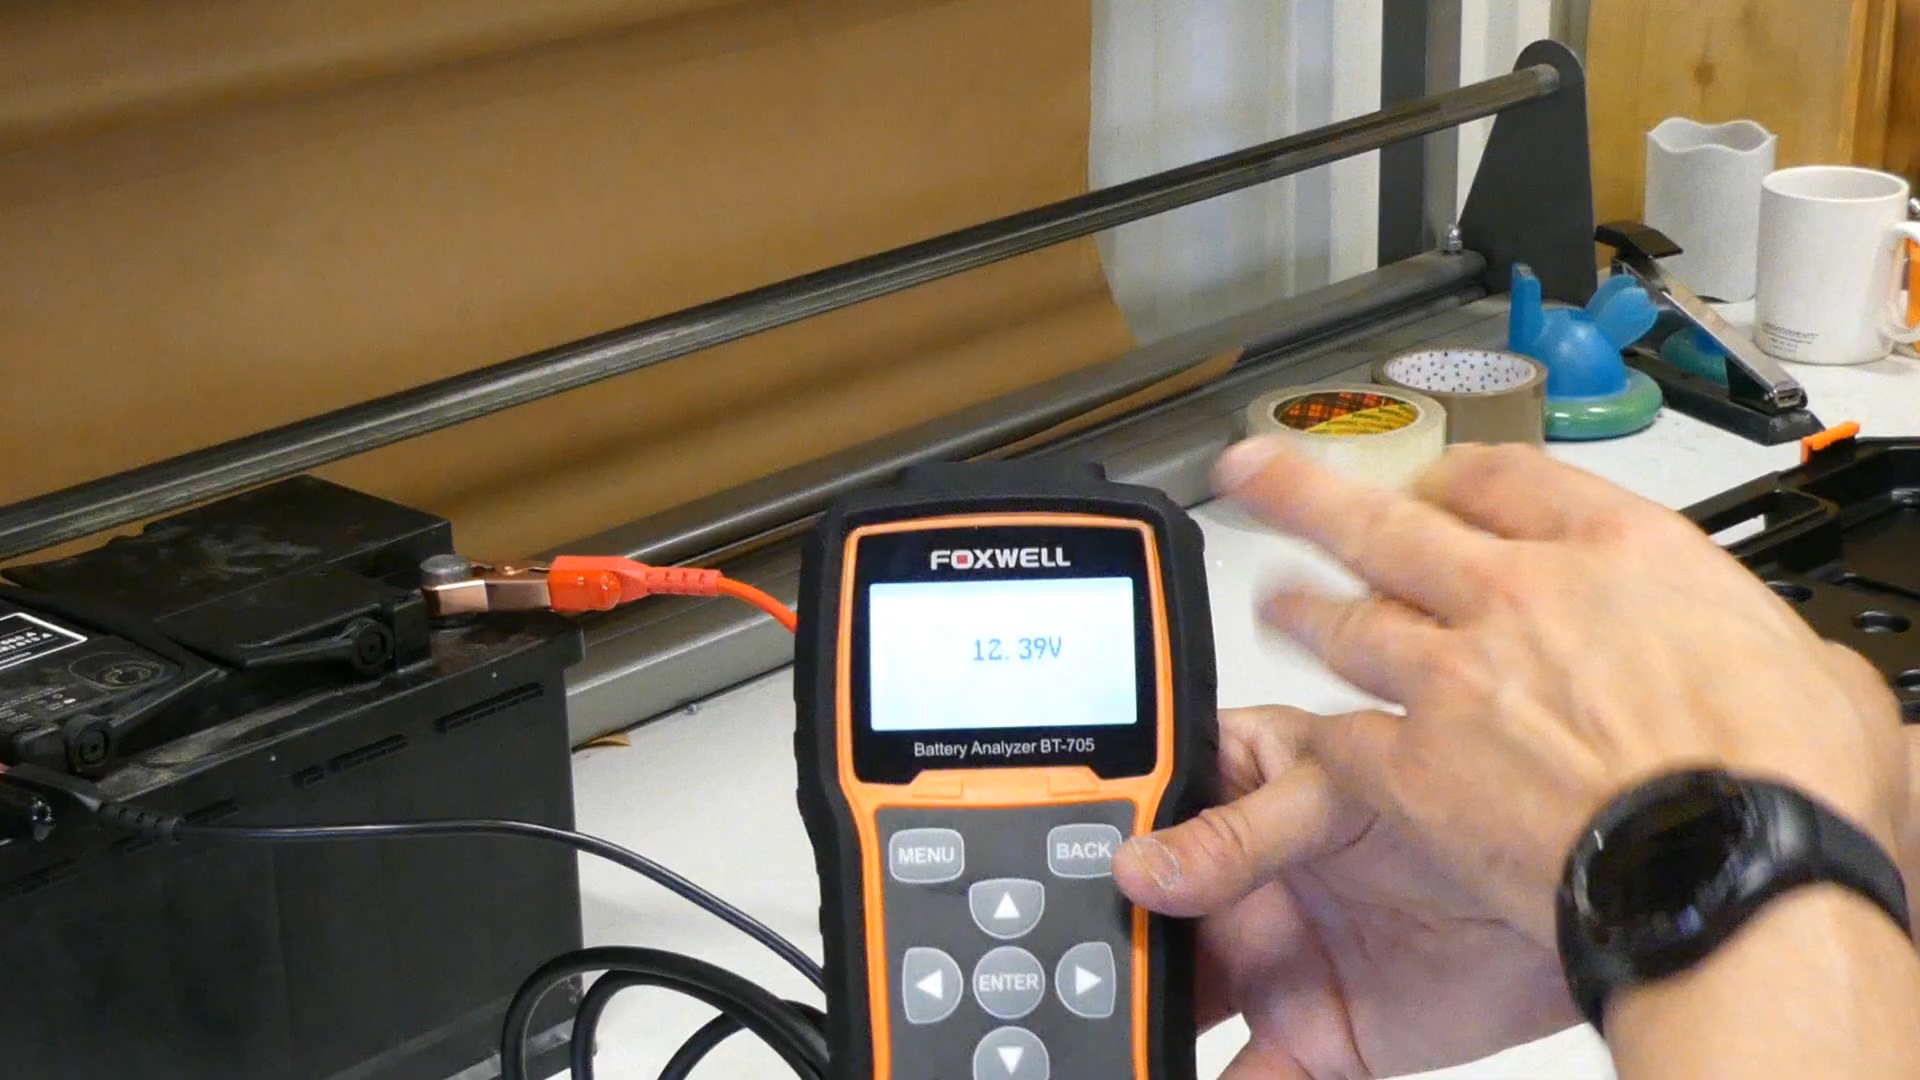 FOXWELL
12.39V
Battery Analyzer BT-705
MENU
BACK
ENTER